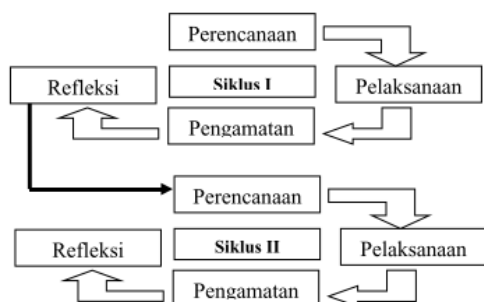 Perencanaan
Refleksi
Siklus I
Pelaksanaan
Pengamatan
Perencanaan
Refleksi
Siklus II
Pelaksanaan
Pengamatan